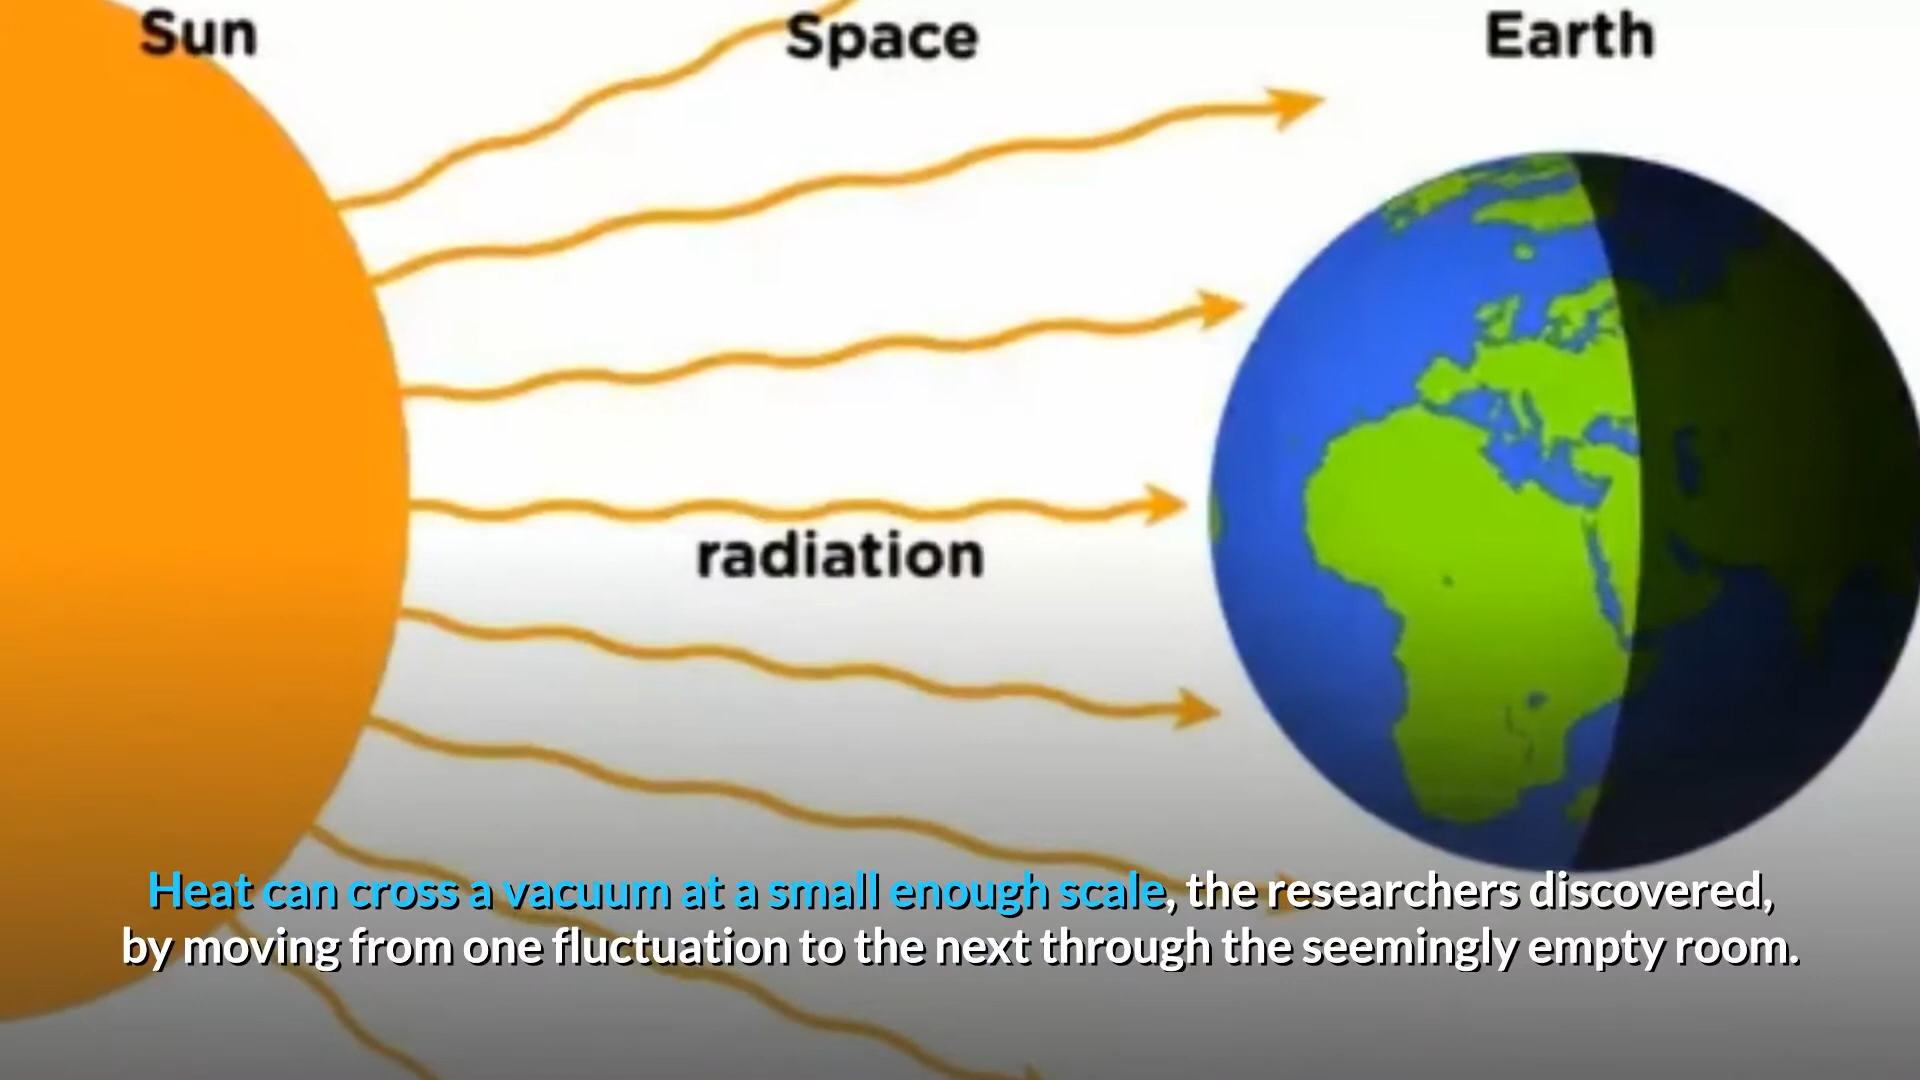 Sun Space Earth
radiation
Heat can cross a vacuum at a small enough scale, the researchers discovered,
by moving from one fluctuation to the next through the seemingly empty room.